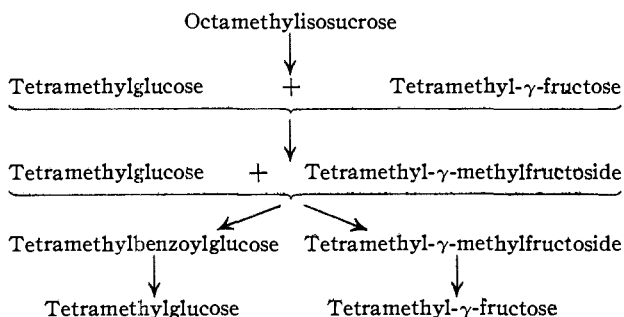 Octamethylisosucrose
Tetramethylglucose + Tetramethyl-γ-fructose
Tetramethylglucose + Tetramethyl-γ-methylfructoside
Tetramethylbenzoylglucose Tetramethyl-γ-methylfructoside
Tetramethylglucose Tetramethyl-γ-fructose